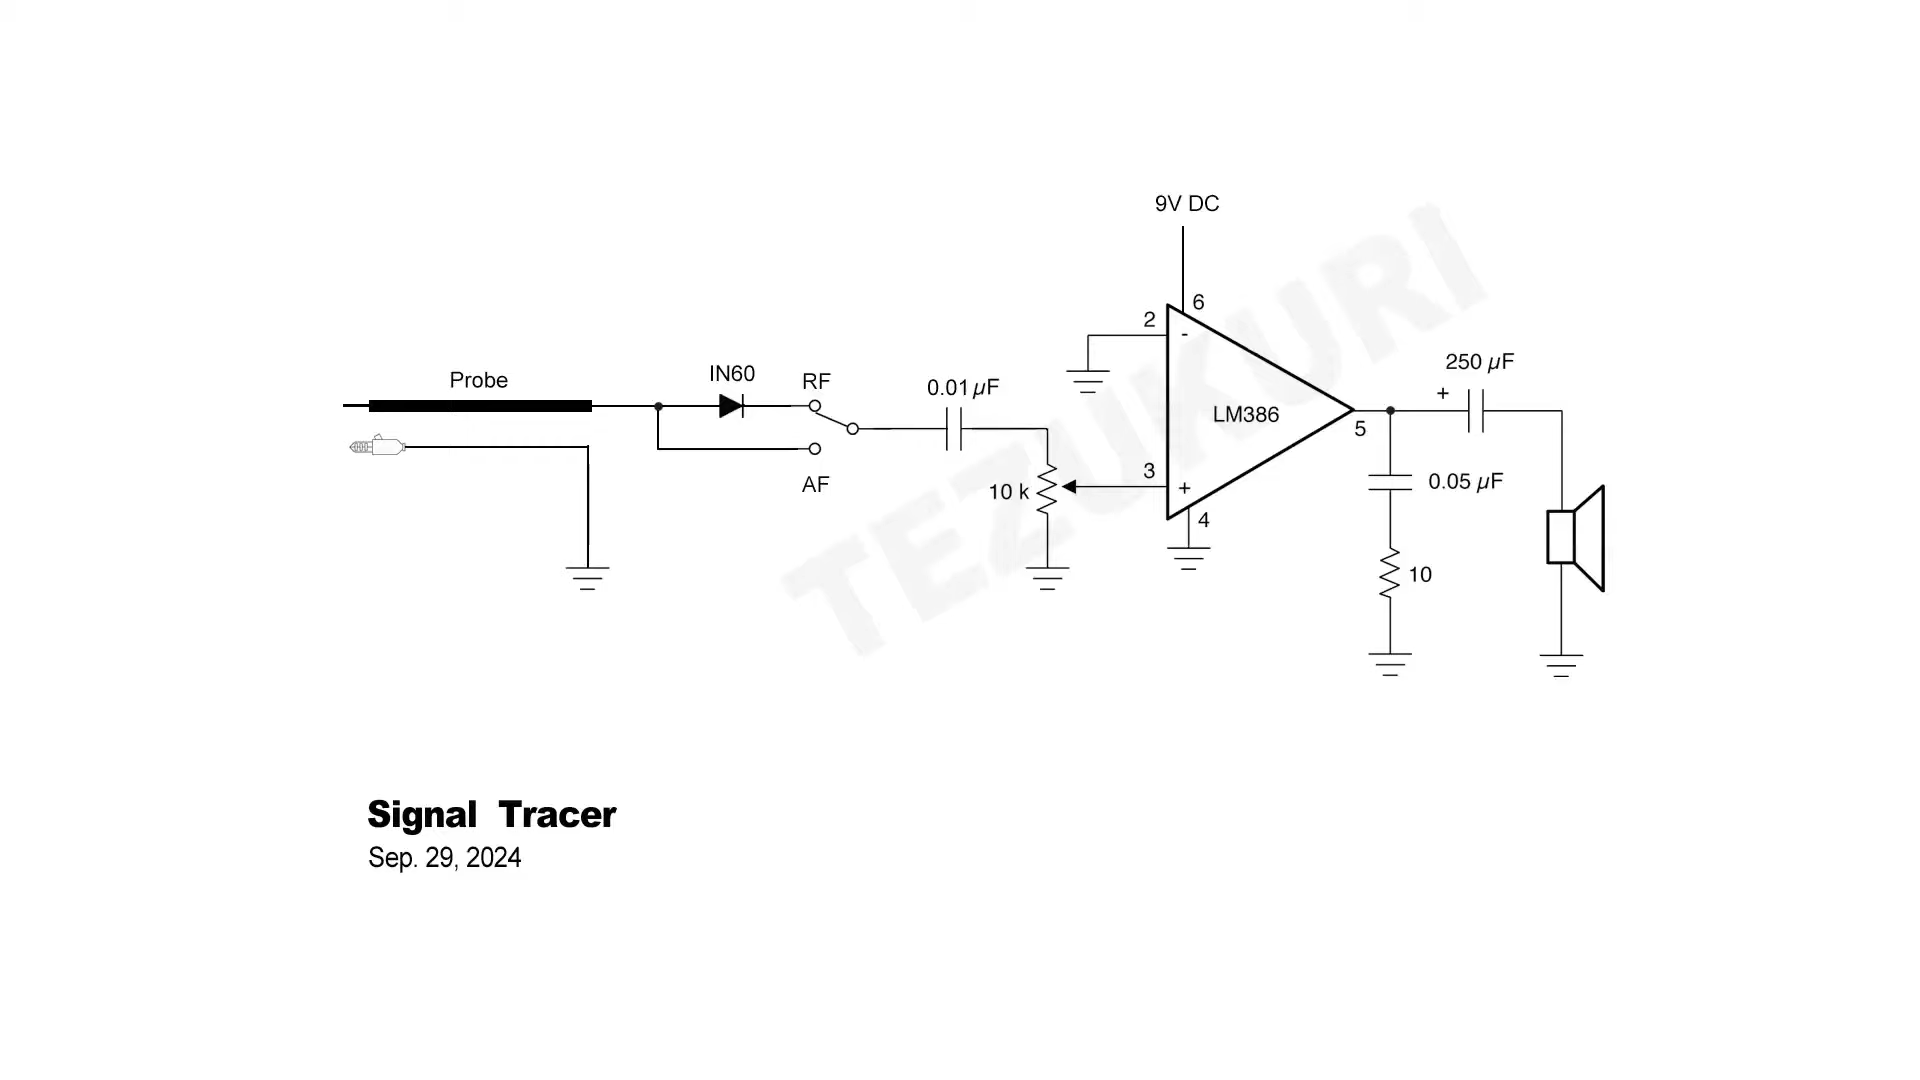 9V DC
6
2
-
250 µF
+
Probe
IN60
RF
0.01 µF
LM386
5
3
+
10 k
AF
0.05 µF
4
10
TEZUKURI
Signal Tracer
Sep. 29, 2024